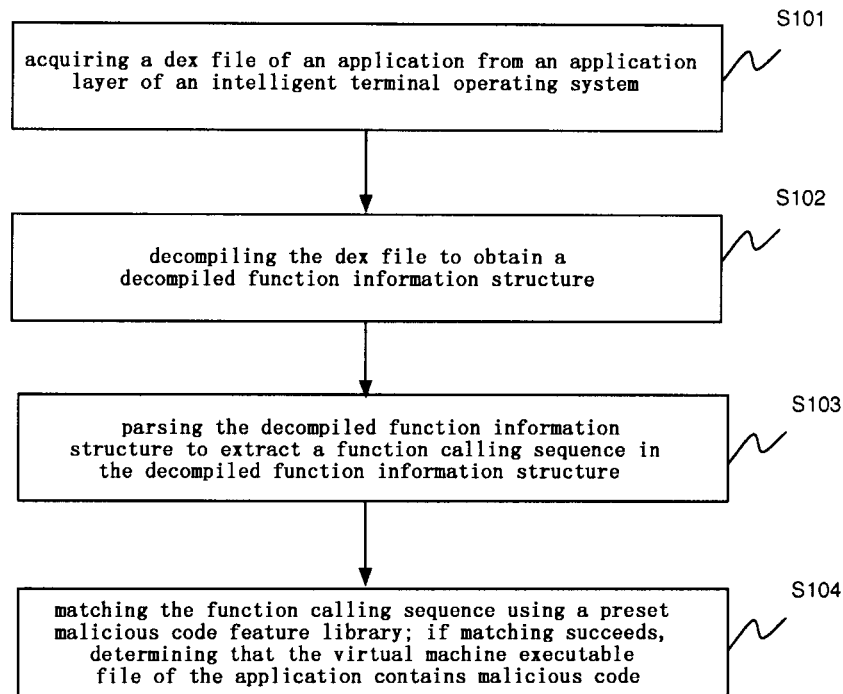 S101
acquiring a dex file of an application from an application
layer of an intelligent terminal operating system
S102
decompiling the dex file to obtain a
decompiled function information structure
S103
parsing the decompiled function information
structure to extract a function calling sequence in
the decompiled function information structure
S104
matching the function calling sequence using a preset
malicious code feature library; if matching succeeds,
determining that the virtual machine executable
file of the application contains malicious code